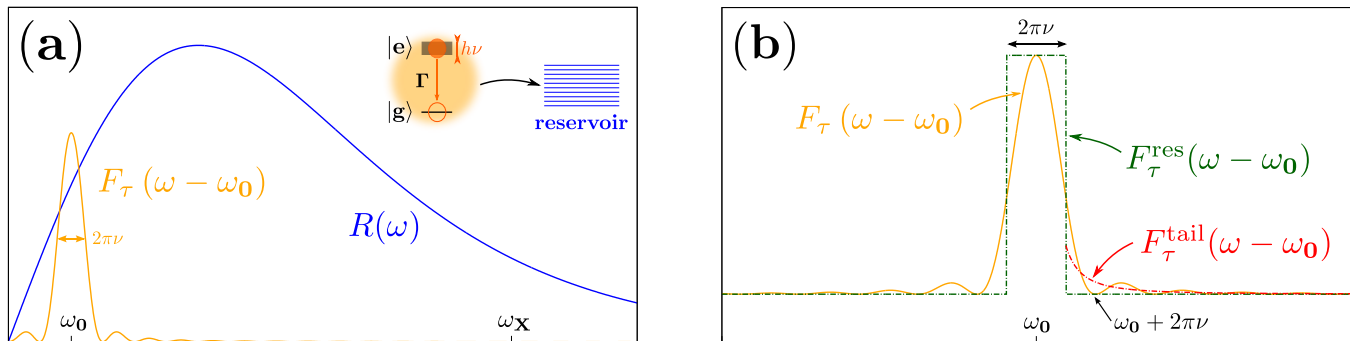 (a)
|e⟩
hν
Γ
|g⟩
reservoir
F_τ (ω − ω_0)
2πν
R(ω)
ω_0
ω_X
(b)
2πν
F_τ (ω − ω_0)
F_τ^res(ω − ω_0)
F_τ^tail(ω − ω_0)
ω_0
ω_0 + 2πν